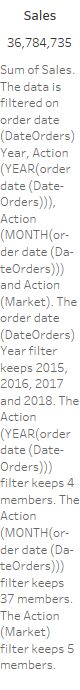 Sales
36,784,735
Sum of Sales.
The data is
filtered on
order date
(DateOrders)
Year, Action
(YEAR(order
date (Date-
Orders))),
Action
(MONTH(or-
der date (Da-
teOrders)))
and Action
(Market). The
order date
(DateOrders)
Year filter
keeps 2015,
2016, 2017
and 2018. The
Action
(YEAR(order
date (Date-
Orders)))
filter keeps 4
members. The
Action
(MONTH(or-
der date (Da-
teOrders)))
filter keeps
37 members.
The Action
(Market)
filter keeps 5
members.